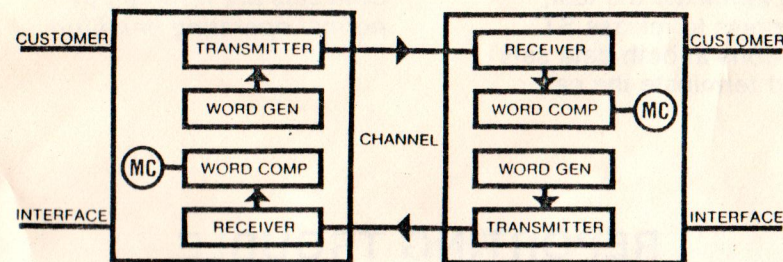 CUSTOMER
TRANSMITTER
RECEIVER
CUSTOMER
WORD GEN
WORD COMP
MC
CHANNEL
MC
WORD COMP
WORD GEN
INTERFACE
RECEIVER
TRANSMITTER
INTERFACE